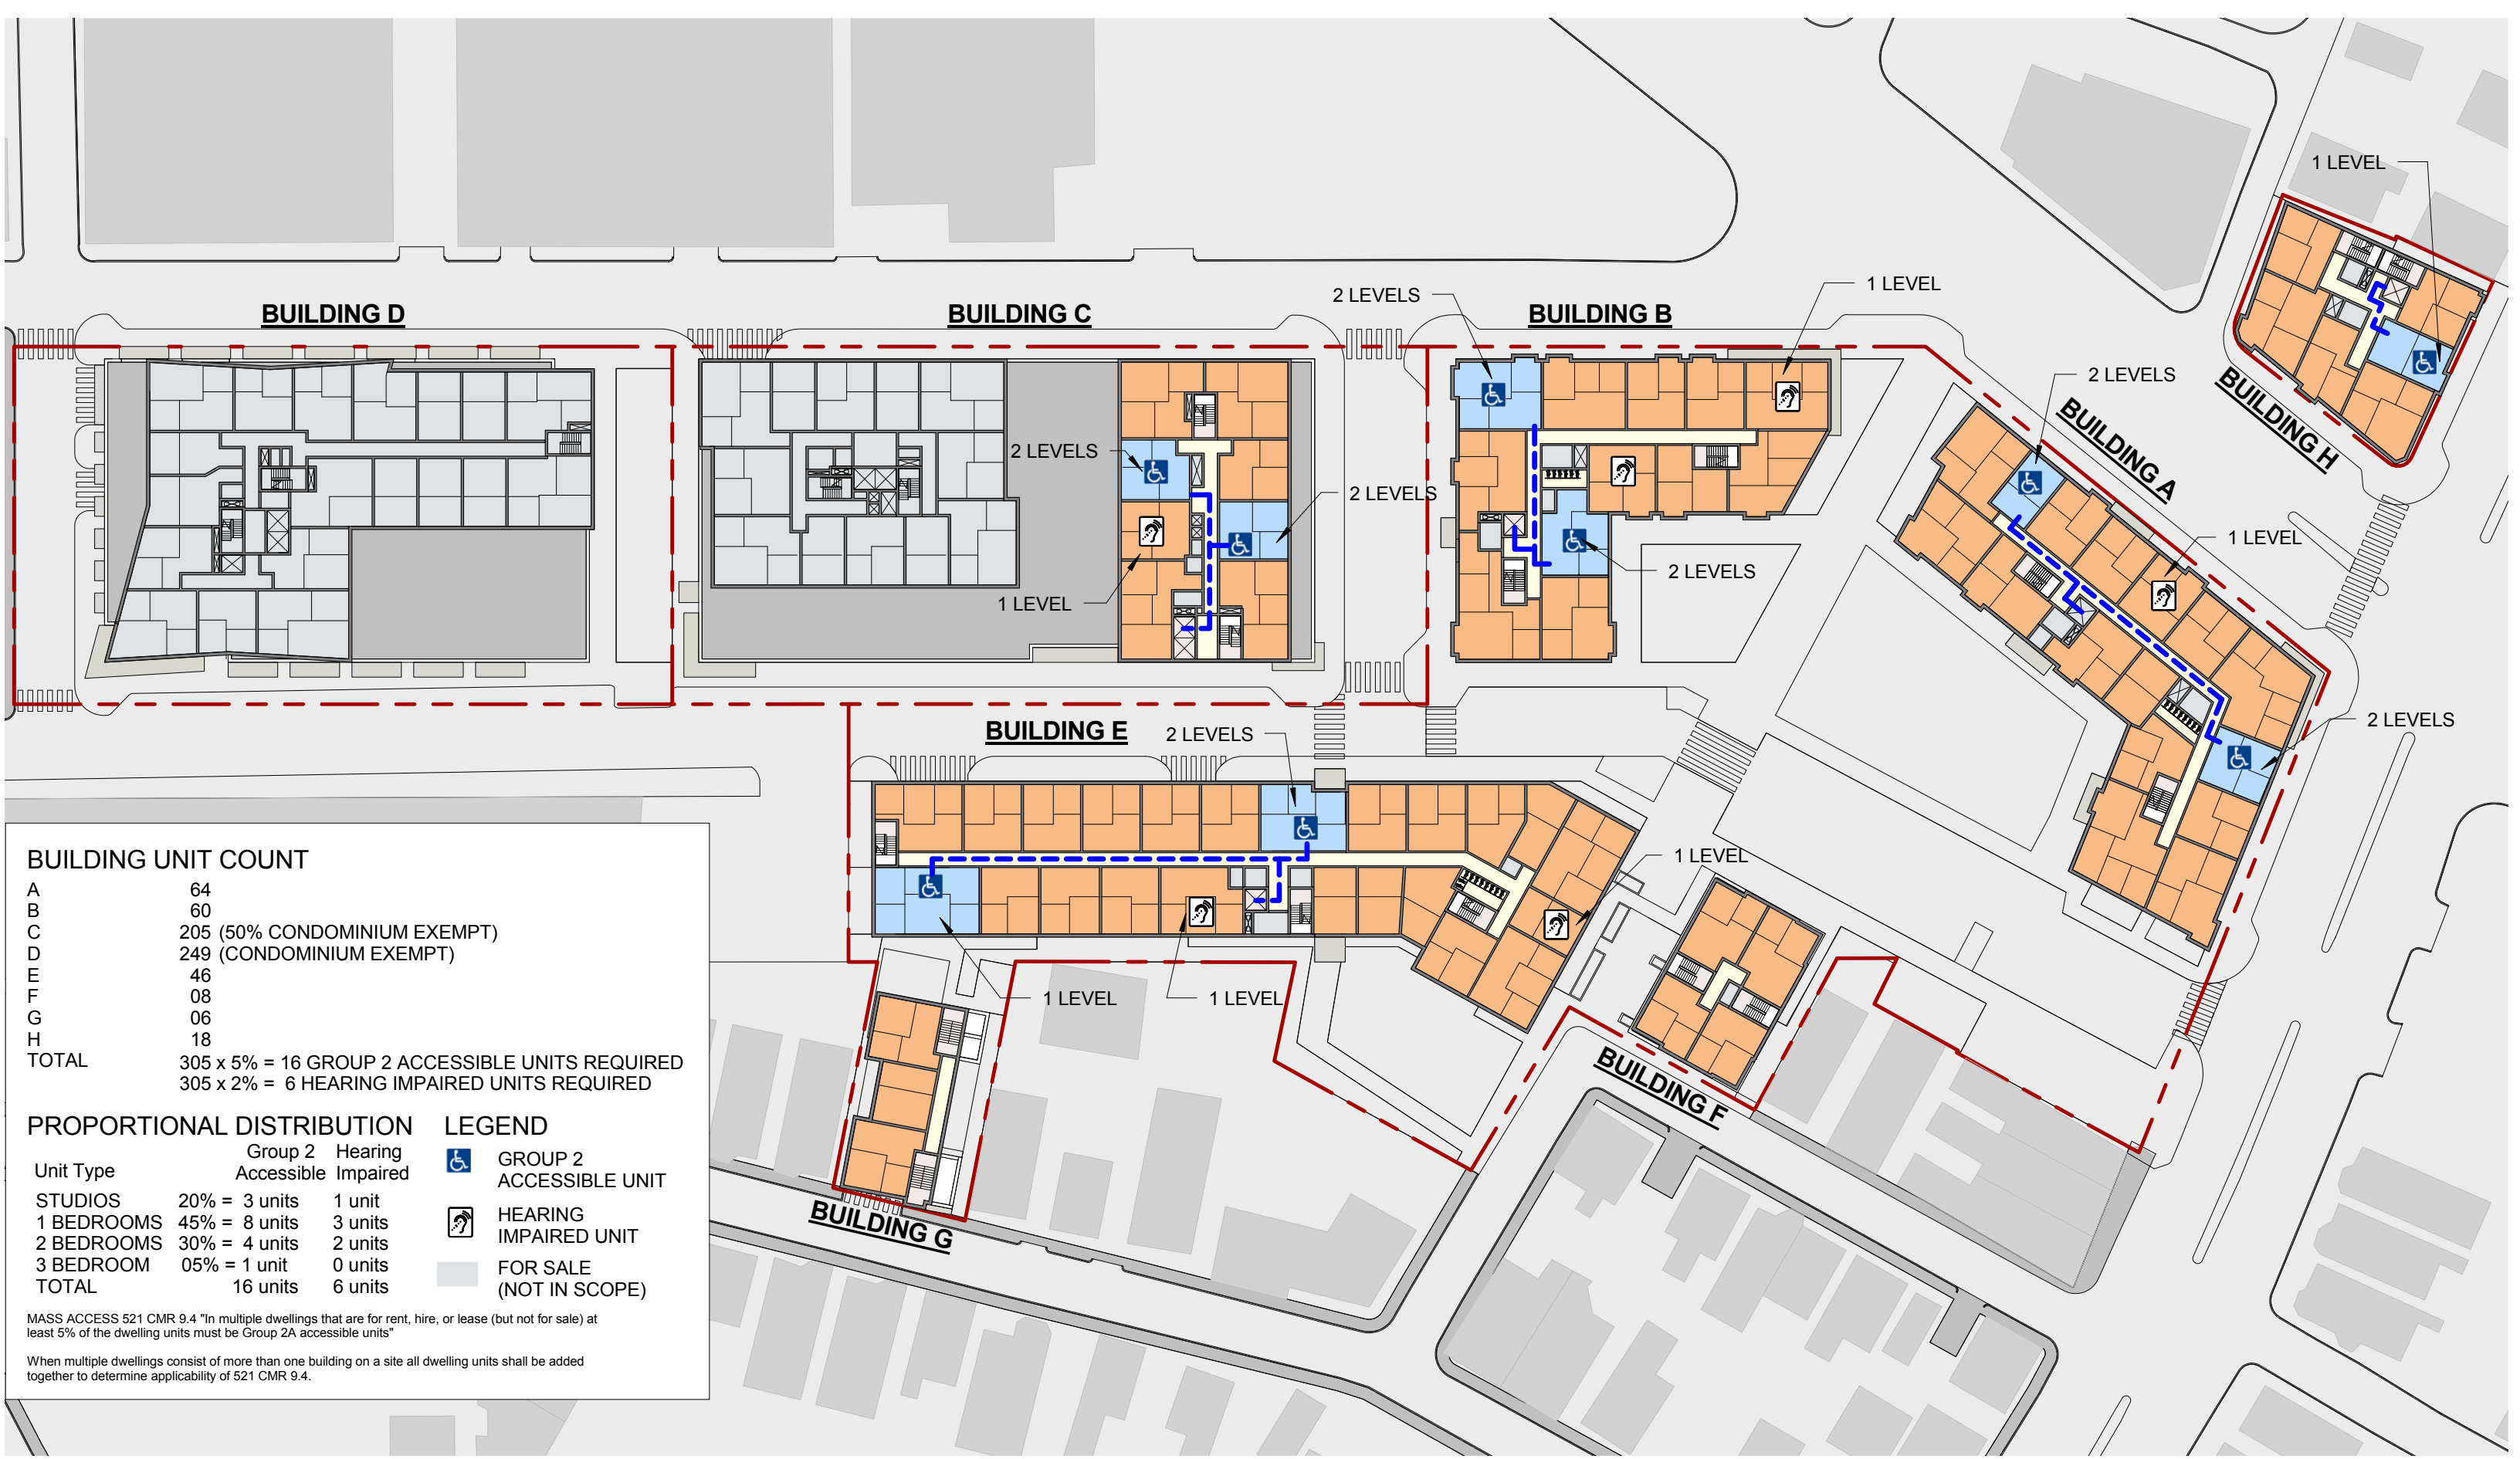 1 LEVEL
BUILDING D
BUILDING C
2 LEVELS
BUILDING B
1 LEVEL
BUILDING H
2 LEVELS
BUILDING A
2 LEVELS
2 LEVELS
1 LEVEL
2 LEVELS
1 LEVEL
2 LEVELS
BUILDING E
2 LEVELS
1 LEVEL
1 LEVEL
1 LEVEL
BUILDING F
BUILDING G
BUILDING UNIT COUNT
A 64
B 60
C 205 (50% CONDOMINIUM EXEMPT)
D 249 (CONDOMINIUM EXEMPT)
E 46
F 08
G 06
H 18
TOTAL 305 x 5% = 16 GROUP 2 ACCESSIBLE UNITS REQUIRED
305 x 2% = 6 HEARING IMPAIRED UNITS REQUIRED
PROPORTIONAL DISTRIBUTION
Group 2 Hearing
Unit Type Accessible Impaired
STUDIOS 20% = 3 units 1 unit
1 BEDROOMS 45% = 8 units 3 units
2 BEDROOMS 30% = 4 units 2 units
3 BEDROOM 05% = 1 unit 0 units
TOTAL 16 units 6 units
LEGEND
GROUP 2
ACCESSIBLE UNIT
HEARING
IMPAIRED UNIT
FOR SALE
(NOT IN SCOPE)
MASS ACCESS 521 CMR 9.4 "In multiple dwellings that are for rent, hire, or lease (but not for sale) at
least 5% of the dwelling units must be Group 2A accessible units"
When multiple dwellings consist of more than one building on a site all dwelling units shall be added
together to determine applicability of 521 CMR 9.4.